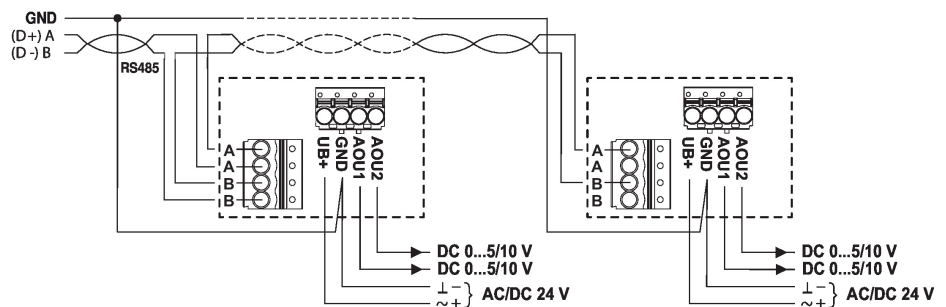 GND
(D+) A
(D -) B
RS485
A
A
B
B
UB+
GND
AOU1
AOU2
DC 0...5/10 V
DC 0...5/10 V
⊥ −
~ +
} AC/DC 24 V
A
A
B
B
UB+
GND
AOU1
AOU2
DC 0...5/10 V
DC 0...5/10 V
⊥ −
~ +
} AC/DC 24 V